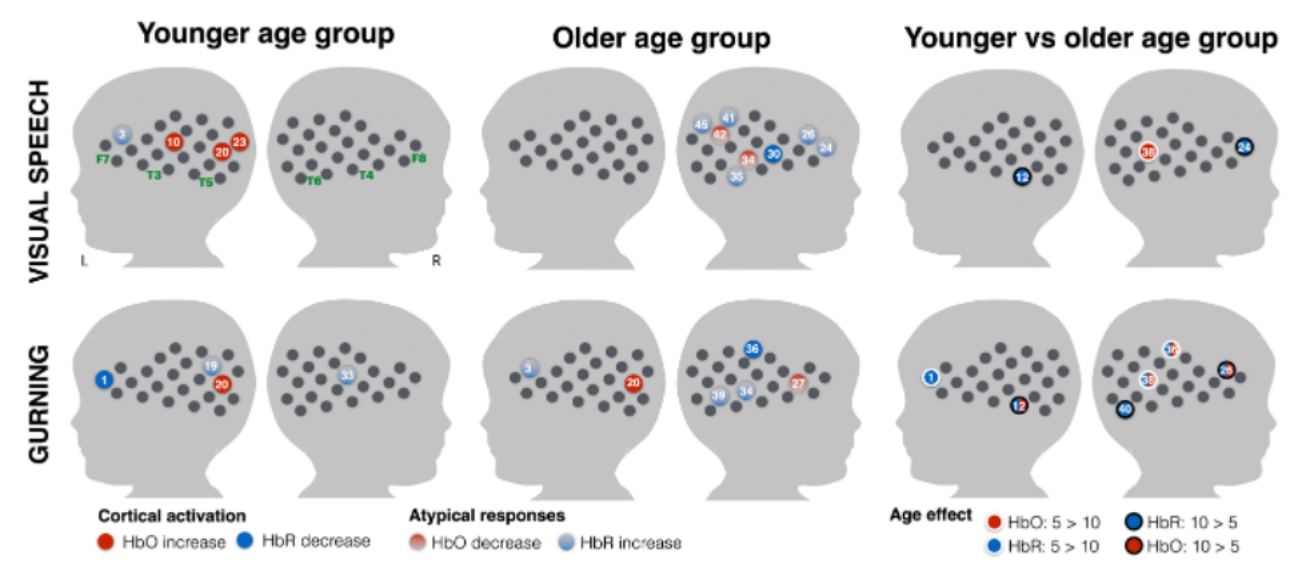 Younger age group
Older age group
Younger vs older age group
VISUAL SPEECH
3
10
20
23
F7
T3
T5
T6
T4
F8
L
R
45
41
42
34
30
35
26
24
12
38
24
GURNING
1
19
20
33
3
20
36
39
34
27
1
12
36
38
26
40
Cortical activation
HbO increase HbR decrease
Atypical responses
HbO decrease HbR increase
Age effect
HbO: 5 > 10 HbR: 10 > 5
HbR: 5 > 10 HbO: 10 > 5